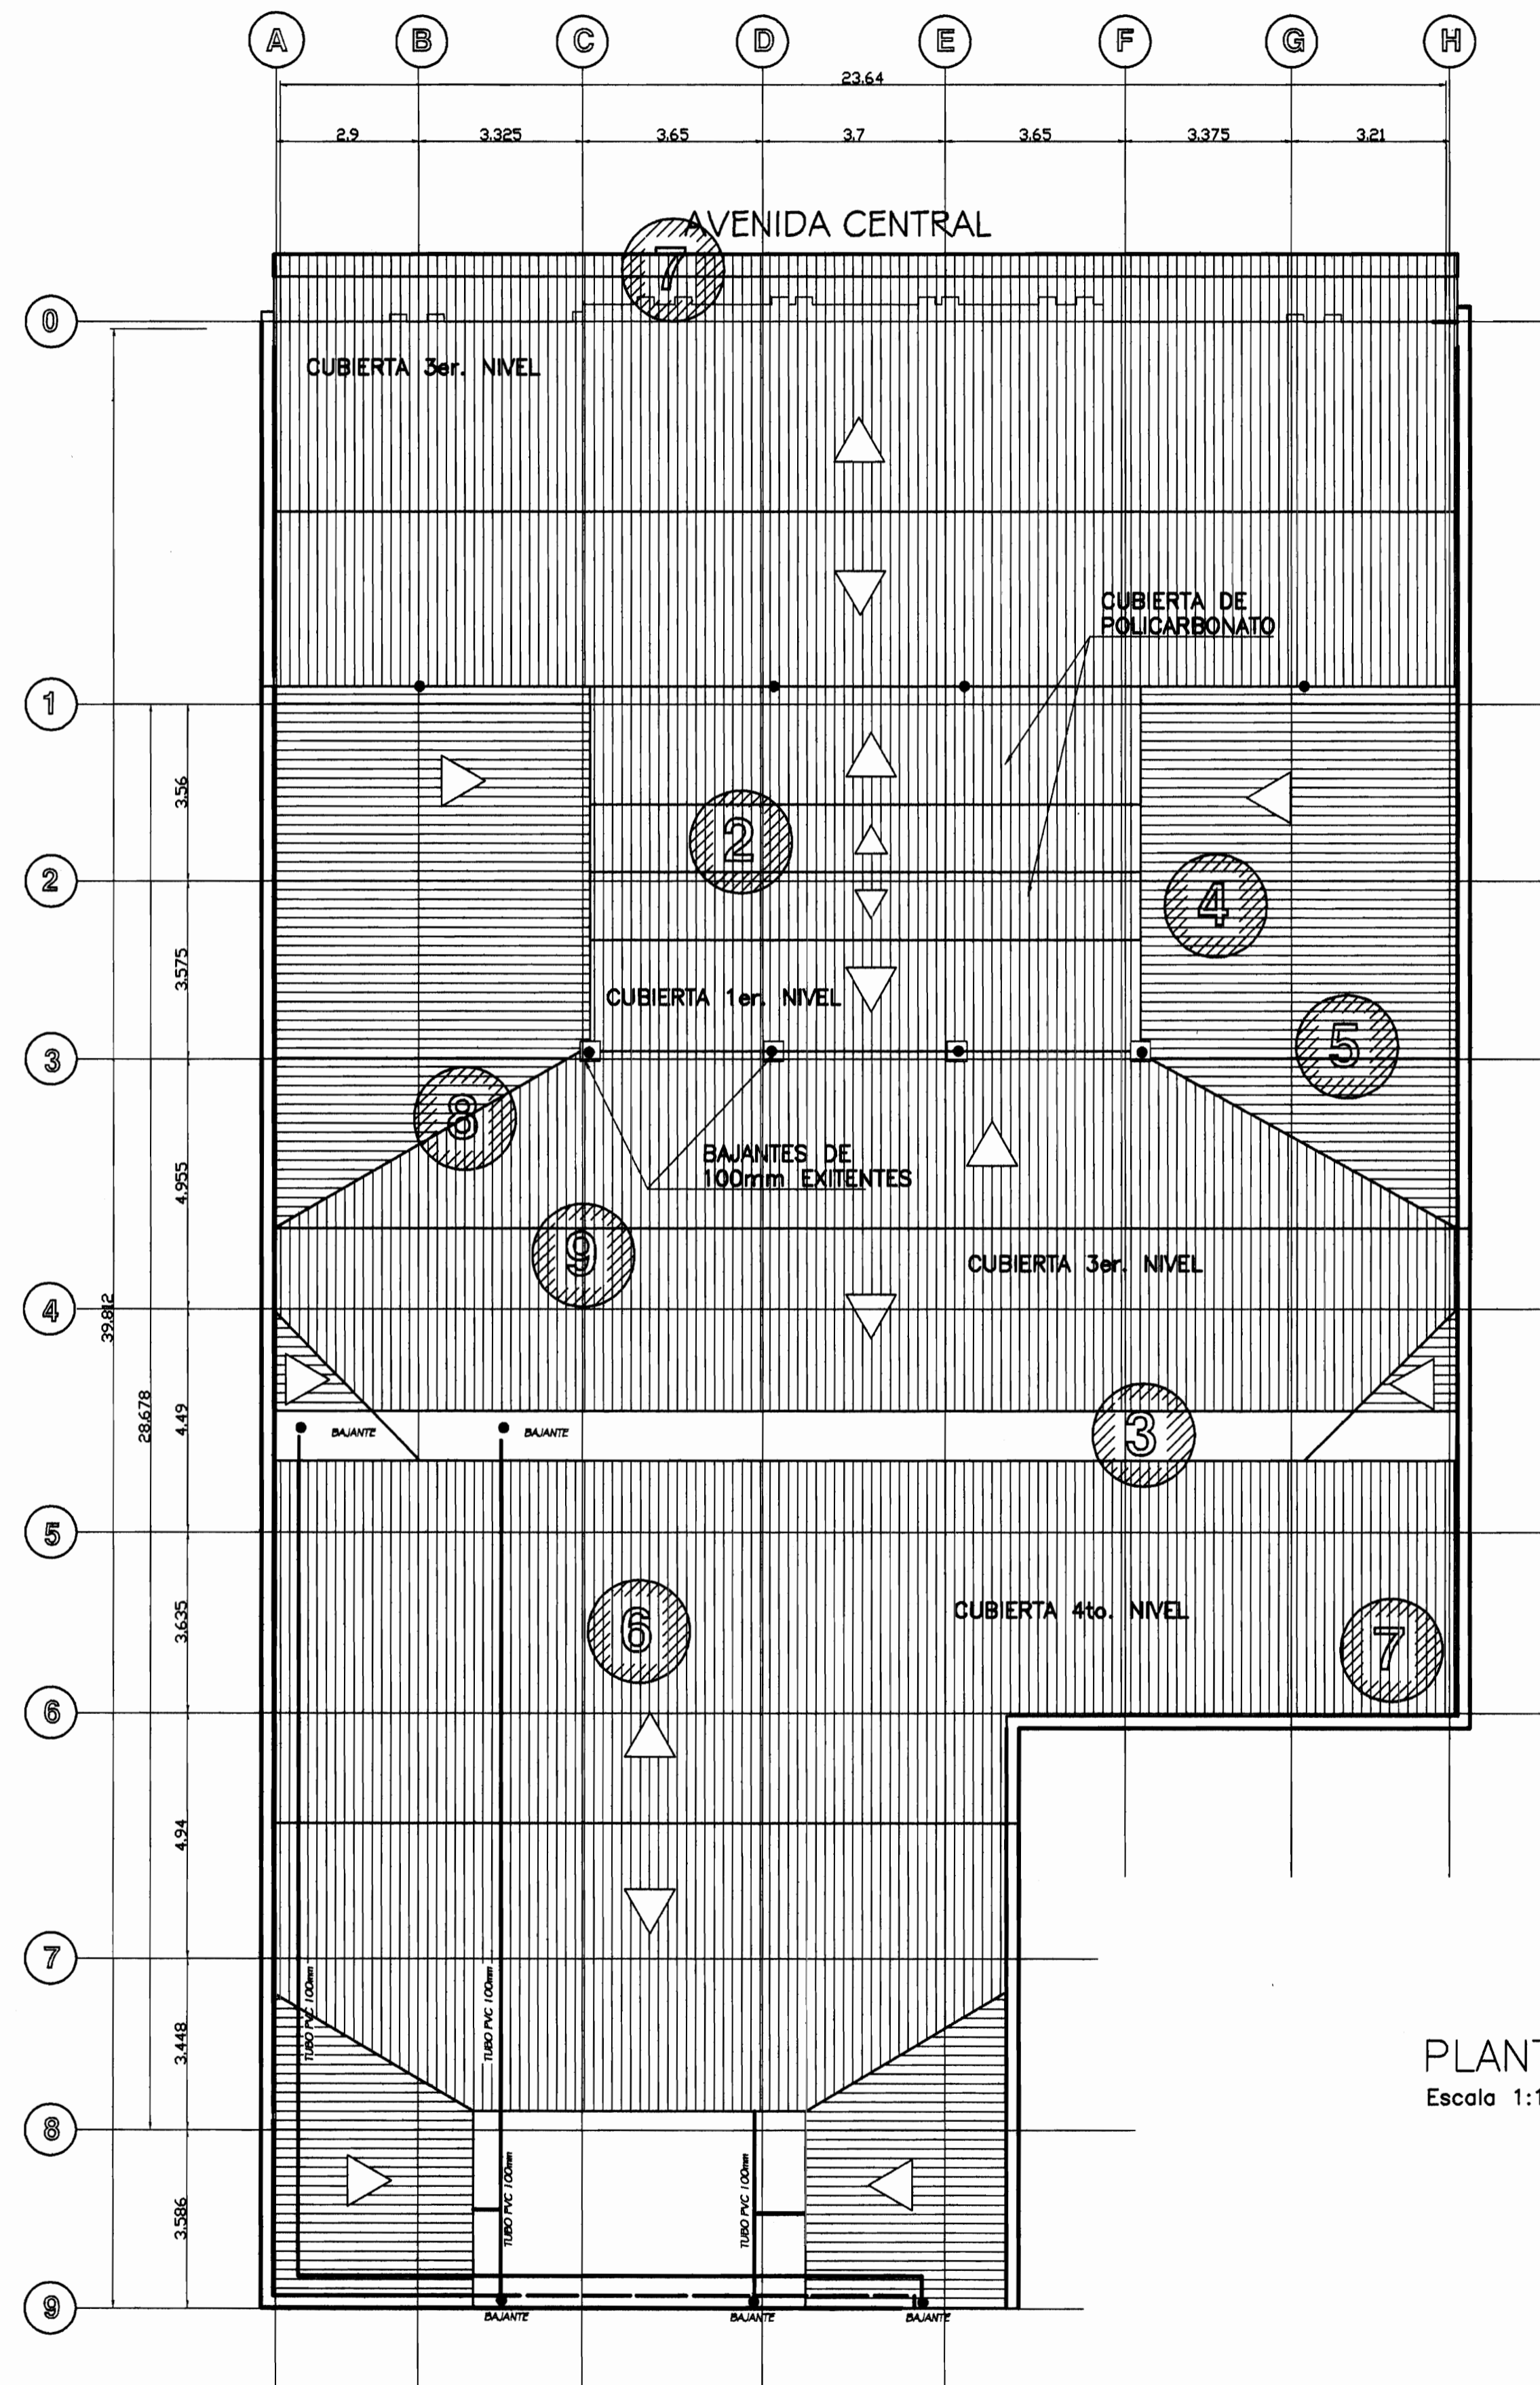 A B C D E F G H
23.64
2.9 3.325 3.65 3.7 3.65 3.375 3.21
AVENIDA CENTRAL
7
0
CUBIERTA 3er. NIVEL
CUBIERTA DE
POLICARBONATO
1
3.56
2
2
4
3.575
CUBIERTA 1er. NIVEL
5
3
8
BAJANTES DE
100mm EXITENTES
4.955
9
CUBIERTA 3er. NIVEL
4
39.812
28.678
4.49
BAJANTE
BAJANTE
3
5
3.635
CUBIERTA 4to. NIVEL
6
7
6
4.94
7
TUBO PVC 100mm
TUBO PVC 100mm
3.448
PLANT
Escala 1:1
8
TUBO PVC 100mm
TUBO PVC 100mm
3.586
9
BAJANTE
BAJANTE
BAJANTE